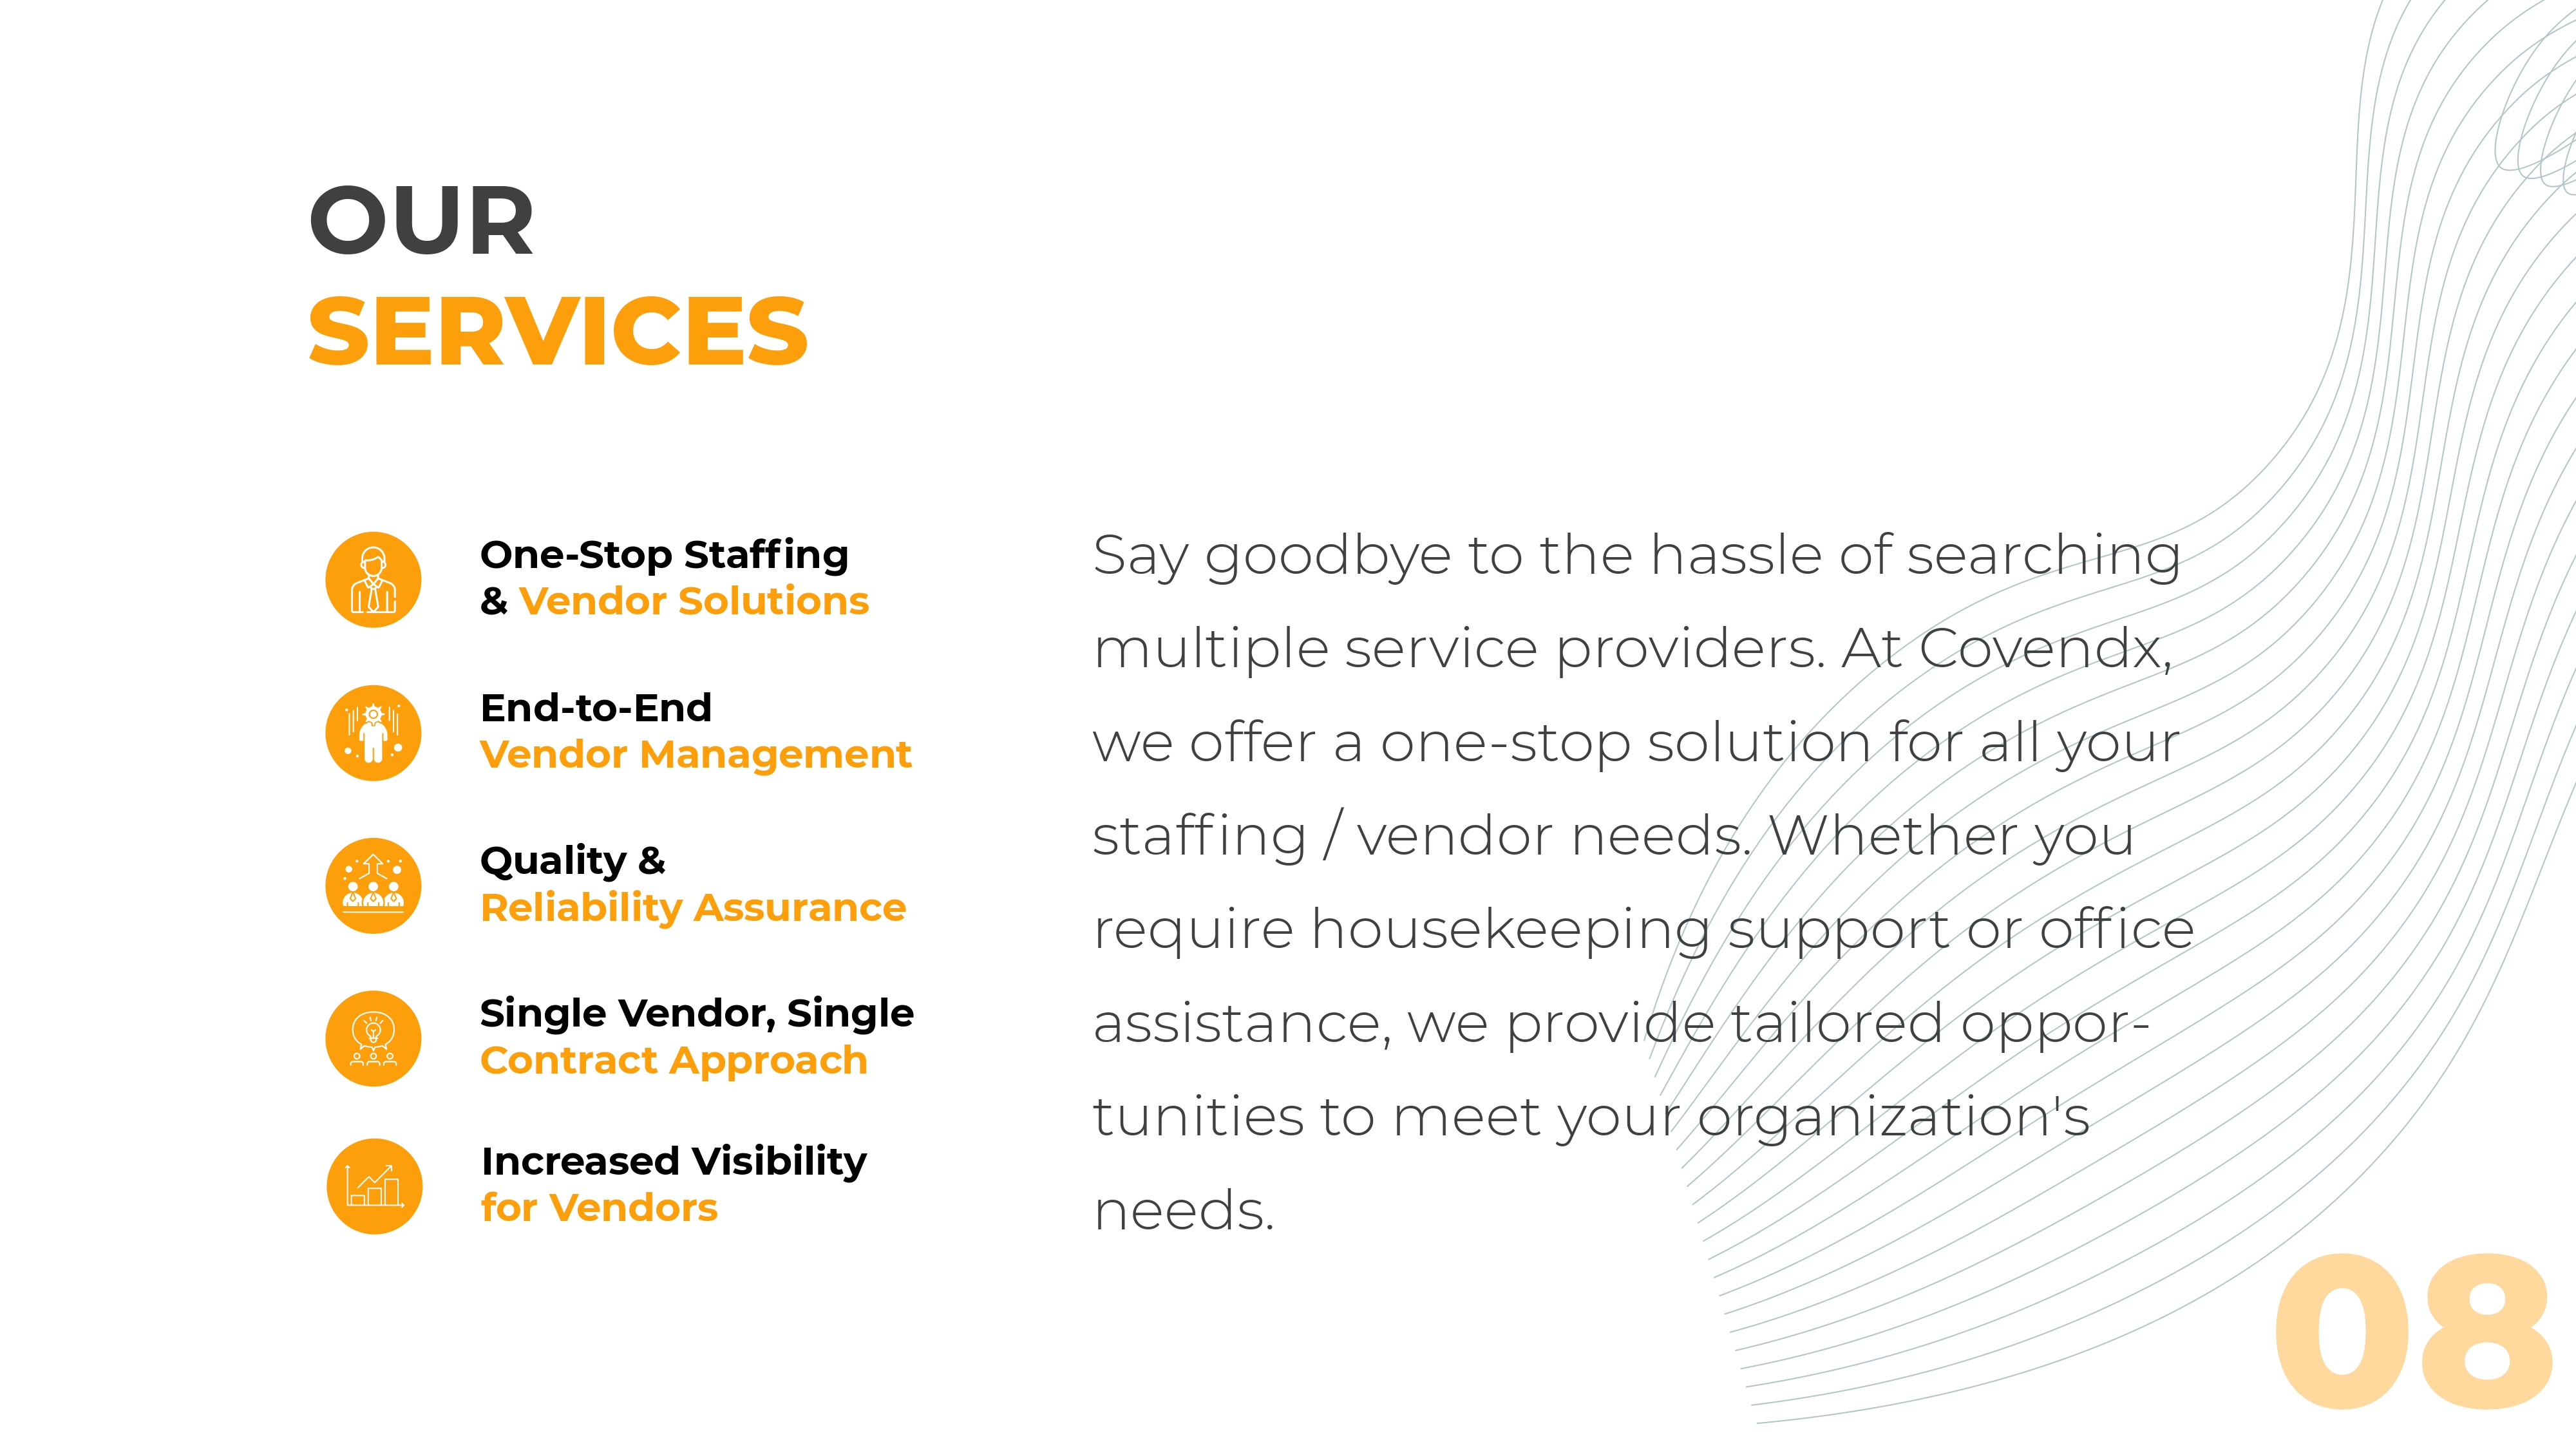 OUR
SERVICES
One-Stop Staffing
& Vendor Solutions
End-to-End
Vendor Management
Quality &
Reliability Assurance
Single Vendor, Single
Contract Approach
Increased Visibility
for Vendors
Say goodbye to the hassle of searching
multiple service providers. At Covendx,
we offer a one-stop solution for all your
staffing / vendor needs. Whether you
require housekeeping support or office
assistance, we provide tailored oppor-
tunities to meet your organization's
needs.
08